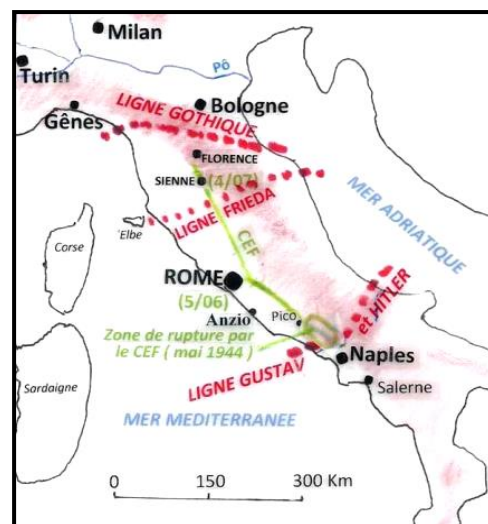 Milan
Turin
Pô
LIGNE GOTHIQUE
Bologne
Gênes
FLORENCE
SIENNE (4/07)
LIGNE FRIEDA
MER ADRIATIQUE
Corse
Elbe
CEF
ROME
(5/06)
et HITLER
Anzio
Pico
Zone de rupture par
le CEF ( mai 1944 )
Naples
LIGNE GUSTAV
Salerne
Sardaigne
MER MEDITERRANEE
0 150 300 Km